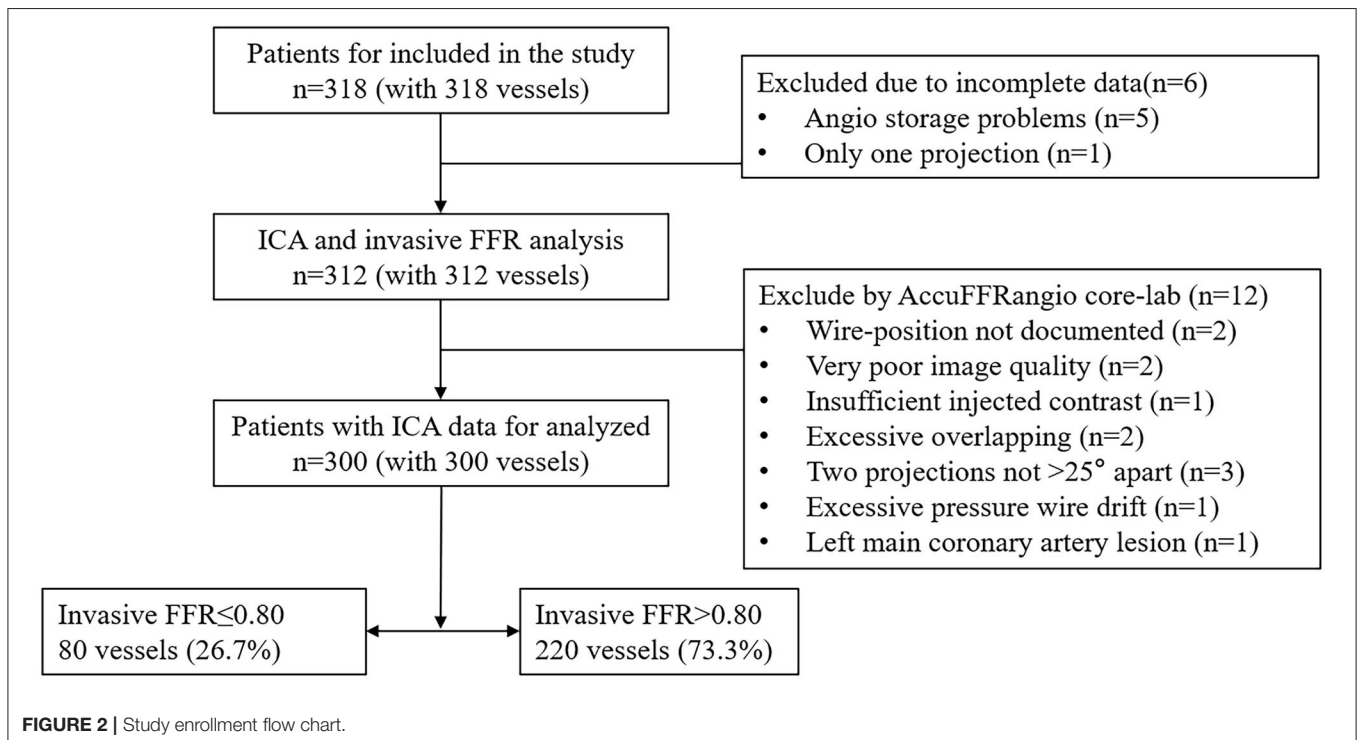 Patients for included in the study
n=318 (with 318 vessels)
Excluded due to incomplete data(n=6)
• Angio storage problems (n=5)
• Only one projection (n=1)
ICA and invasive FFR analysis
n=312 (with 312 vessels)
Exclude by AccuFFRangio core-lab (n=12)
• Wire-position not documented (n=2)
• Very poor image quality (n=2)
• Insufficient injected contrast (n=1)
• Excessive overlapping (n=2)
• Two projections not >25° apart (n=3)
• Excessive pressure wire drift (n=1)
• Left main coronary artery lesion (n=1)
Patients with ICA data for analyzed
n=300 (with 300 vessels)
Invasive FFR≤0.80
80 vessels (26.7%)
Invasive FFR>0.80
220 vessels (73.3%)
FIGURE 2 | Study enrollment flow chart.